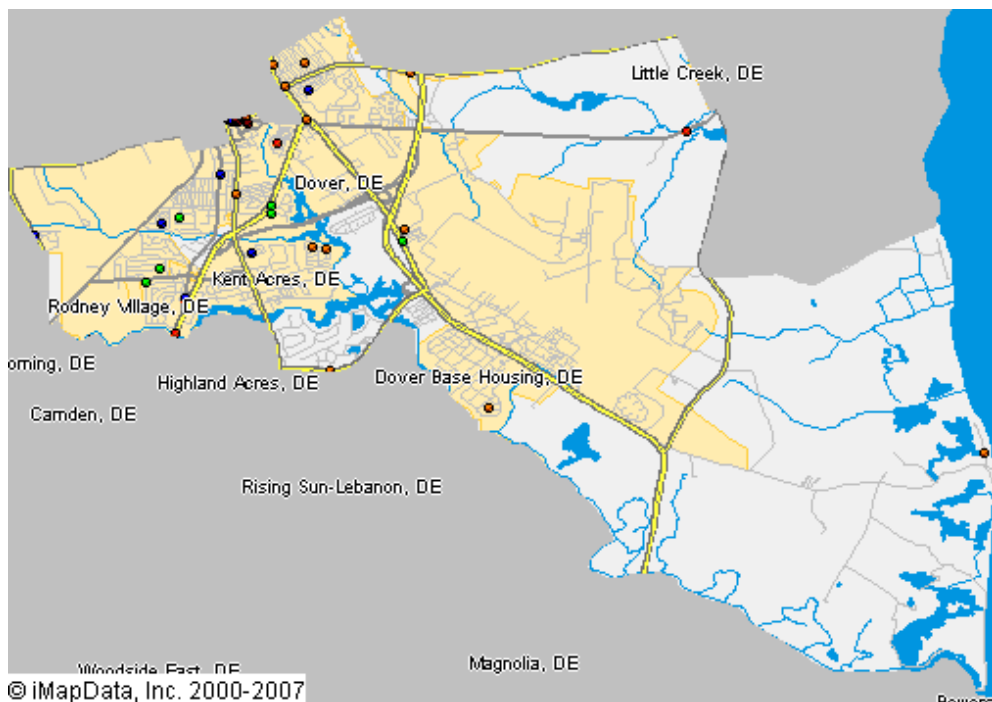 Little Creek, DE
Dover, DE
Kent Acres, DE
Rodney Village, DE
oming, DE
Highland Acres, DE
Dover Base Housing, DE
Camden, DE
Rising Sun-Lebanon, DE
Magnolia, DE
Woodside East, DE
© iMapData, Inc. 2000-2007
Bowers